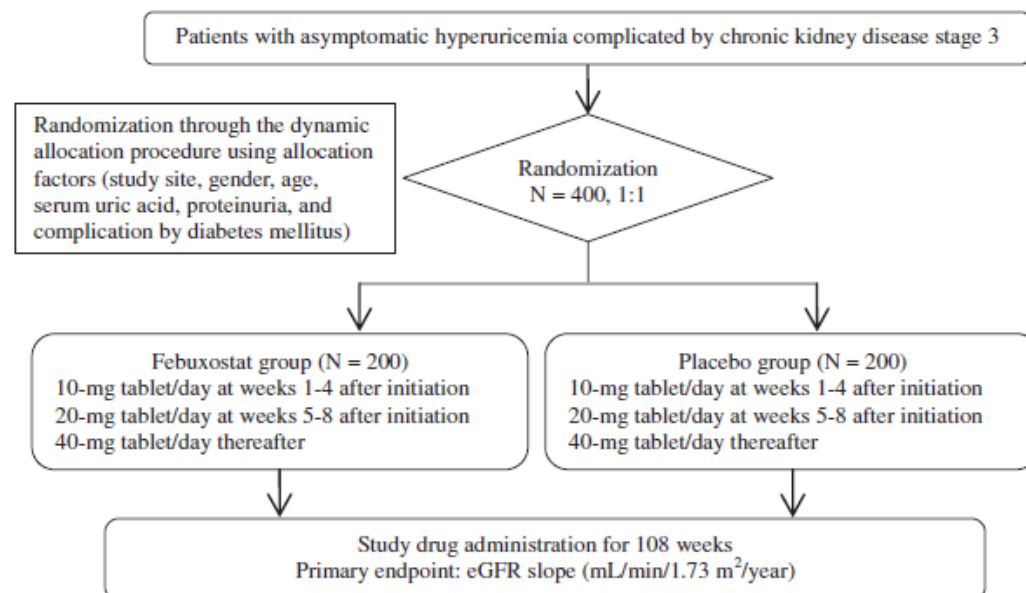 Patients with asymptomatic hyperuricemia complicated by chronic kidney disease stage 3
Randomization through the dynamic
allocation procedure using allocation
factors (study site, gender, age,
serum uric acid, proteinuria, and
complication by diabetes mellitus)
Randomization
N = 400, 1:1
Febuxostat group (N = 200)
10-mg tablet/day at weeks 1-4 after initiation
20-mg tablet/day at weeks 5-8 after initiation
40-mg tablet/day thereafter
Placebo group (N = 200)
10-mg tablet/day at weeks 1-4 after initiation
20-mg tablet/day at weeks 5-8 after initiation
40-mg tablet/day thereafter
Study drug administration for 108 weeks
Primary endpoint: eGFR slope (mL/min/1.73 m²/year)